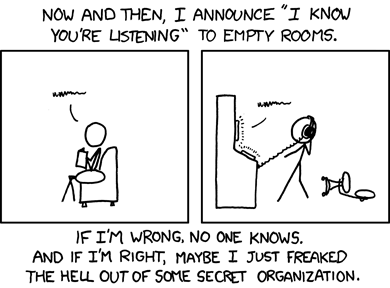 NOW AND THEN, I ANNOUNCE "I KNOW
YOU'RE LISTENING" TO EMPTY ROOMS.
IF I'M WRONG, NO ONE KNOWS.
AND IF I'M RIGHT, MAYBE I JUST FREAKED
THE HELL OUT OF SOME SECRET ORGANIZATION.